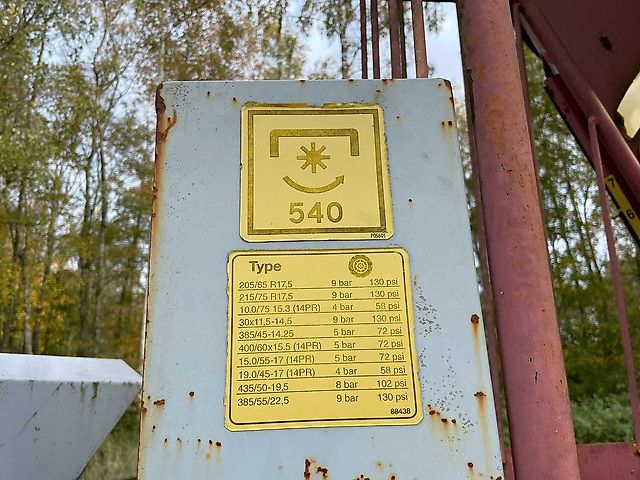 540
P05601
Type
205/65 R17,5 9 bar 130 psi
215/75 R17,5 9 bar 130 psi
10.0/75 15.3 (14PR) 4 bar 58 psi
30x11,5-14,5 9 bar 130 psi
385/45-14.25 5 bar 72 psi
400/60x15.5 (14PR) 5 bar 72 psi
15.0/55-17 (14PR) 5 bar 72 psi
19.0/45-17 (14PR) 4 bar 58 psi
435/50-19,5 8 bar 102 psi
385/55/22,5 9 bar 130 psi
88438
7
6